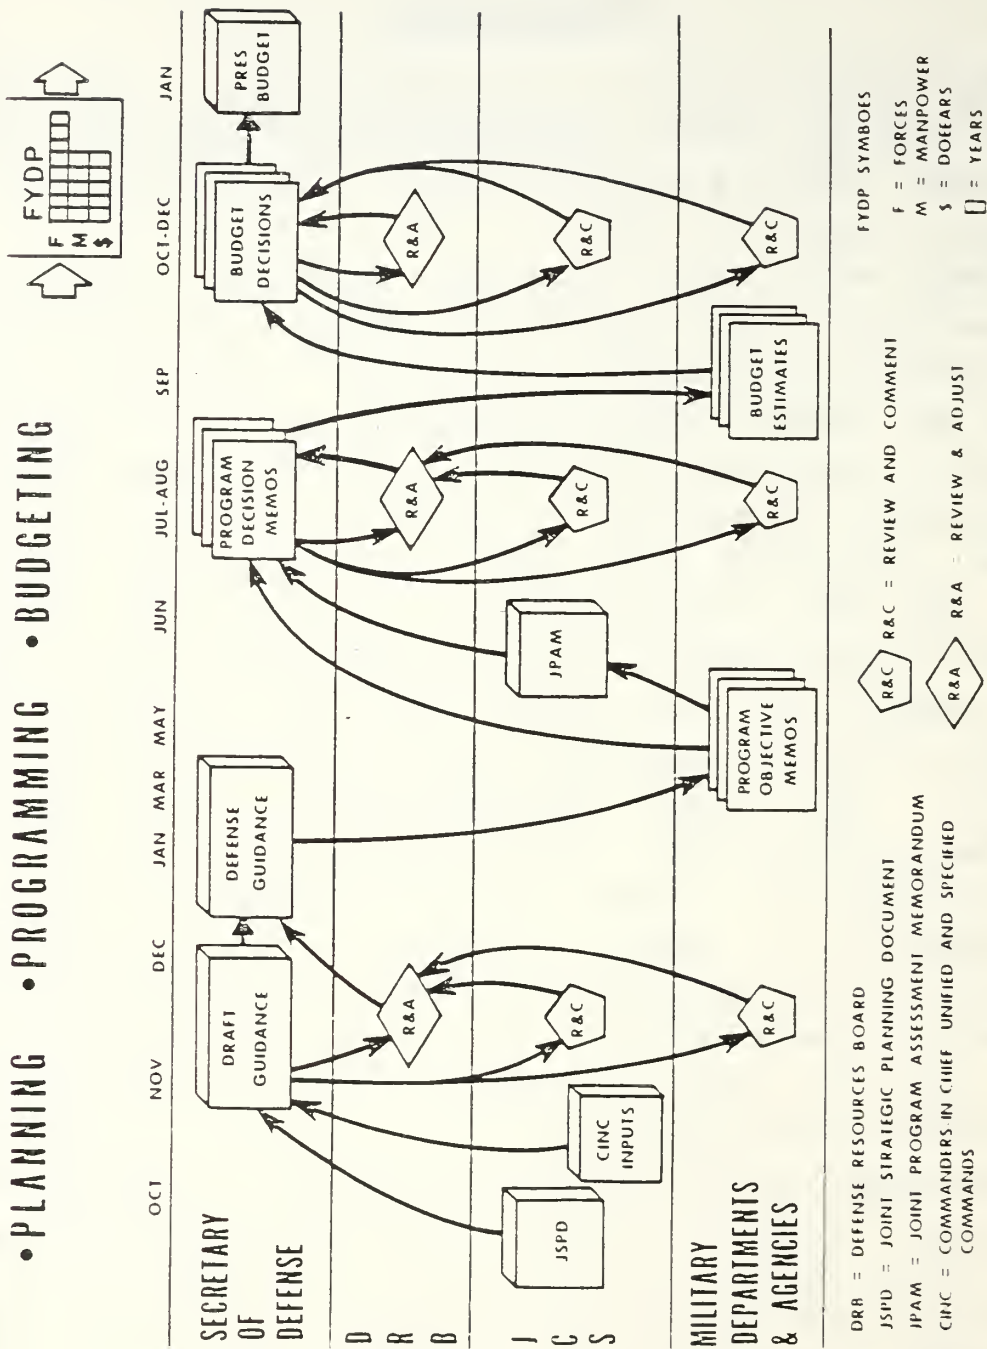 •PLANNING •PROGRAMMING •BUDGETING
FYDP
F
M
$
OCT NOV DEC JAN MAR MAY JUN JUL-AUG SEP OCT-DEC JAN
SECRETARY
OF
DEFENSE
DRAFT
GUIDANCE
DEFENSE
GUIDANCE
PROGRAM
DECISION
MEMOS
BUDGET
DECISIONS
PRES
BUDGET
D
R
B
R&A
R&A
R&A
J
C
S
JSPD
CINC
INPUTS
R&C
JPAM
R&C
R&C
MILITARY
DEPARTMENTS
& AGENCIES
R&C
PROGRAM
OBJECTIVE
MEMOS
R&C
BUDGET
ESTIMATES
R&C
DRB = DEFENSE RESOURCES BOARD
JSPD = JOINT STRATEGIC PLANNING DOCUMENT
JPAM = JOINT PROGRAM ASSESSMENT MEMORANDUM
CINC = COMMANDERS-IN CHIEF UNIFIED AND SPECIFIED
COMMANDS
R&C R&C = REVIEW AND COMMENT
R&A R&A = REVIEW & ADJUST
FYDP SYMBOES
F = FORCES
M = MANPOWER
$ = DOEEARS
[] = YEARS